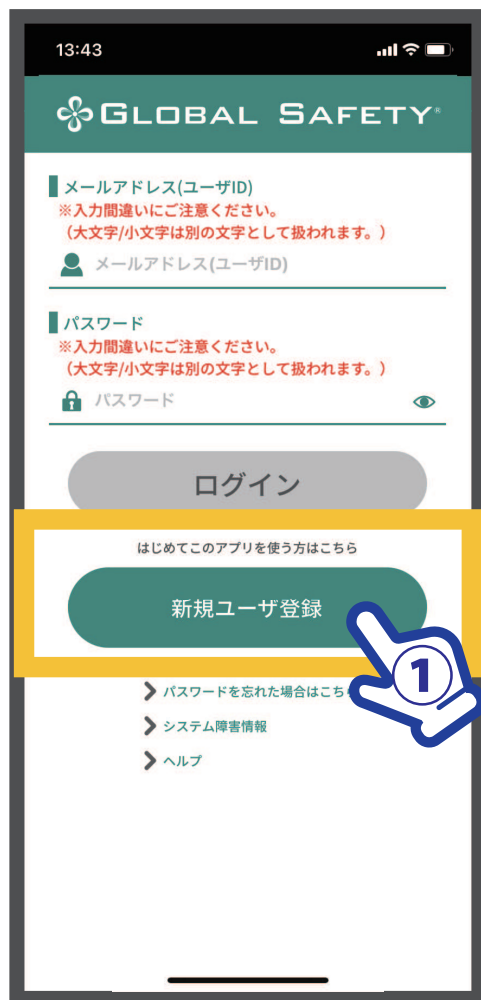 13:43
GLOBAL SAFETY®
メールアドレス(ユーザID)
※入力間違いにご注意ください。
（大文字/小文字は別の文字として扱われます。）
メールアドレス(ユーザID)
パスワード
※入力間違いにご注意ください。
（大文字/小文字は別の文字として扱われます。）
パスワード
ログイン
はじめてこのアプリを使う方はこちら
新規ユーザ登録
①
パスワードを忘れた場合はこちら
システム障害情報
ヘルプ